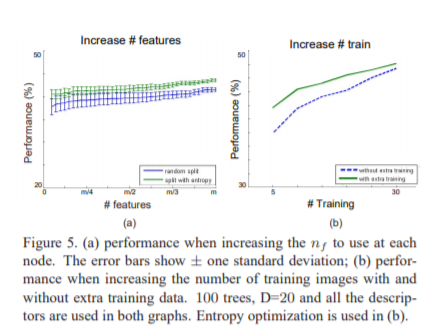 Increase # features
50
Performance (%)
20
0
m/4
m/2
m/3
m
random split
split with entropy
# features
(a)
Increase # train
50
Performance (%)
30
5
30
without extra training
with extra training
# Training
(b)
Figure 5. (a) performance when increasing the nf to use at each
node. The error bars show ± one standard deviation; (b) perfor-
mance when increasing the number of training images with and
without extra training data. 100 trees, D=20 and all the descrip-
tors are used in both graphs. Entropy optimization is used in (b).